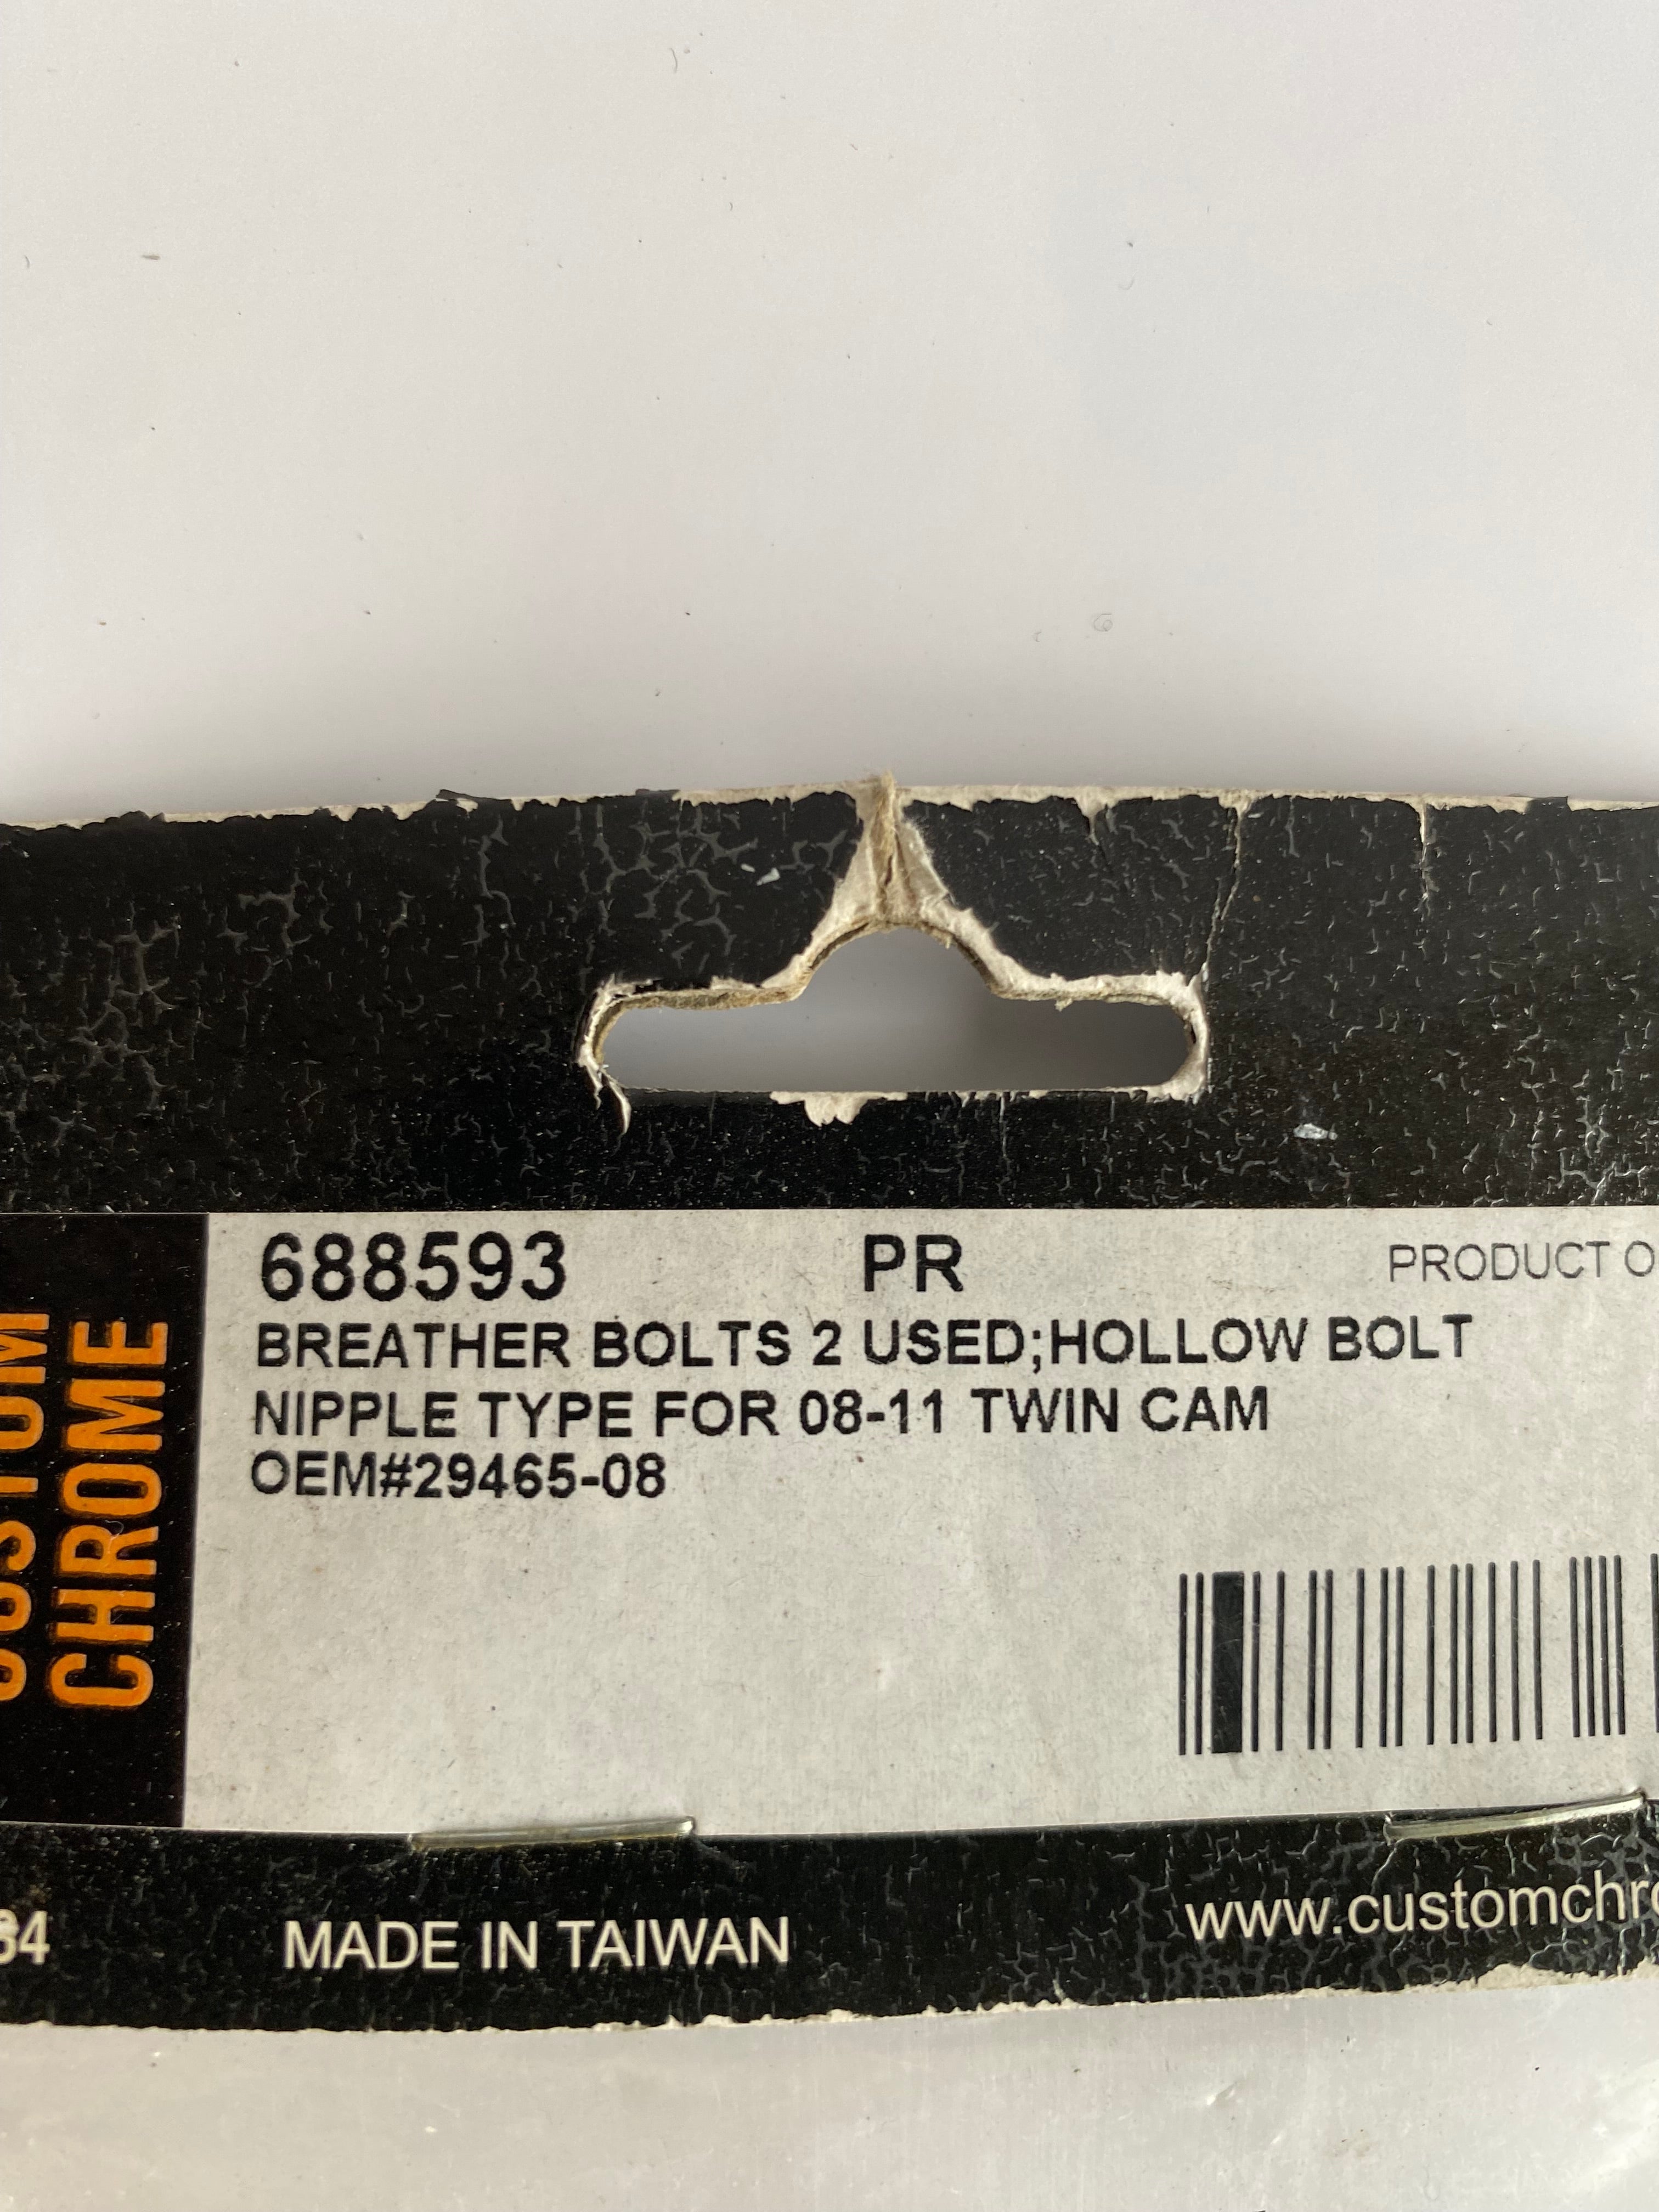 688593 PR PRODUCT O
BREATHER BOLTS 2 USED;HOLLOW BOLT
NIPPLE TYPE FOR 08-11 TWIN CAM
OEM#29465-08
CUSTOM
CHROME
MADE IN TAIWAN
www.customchro